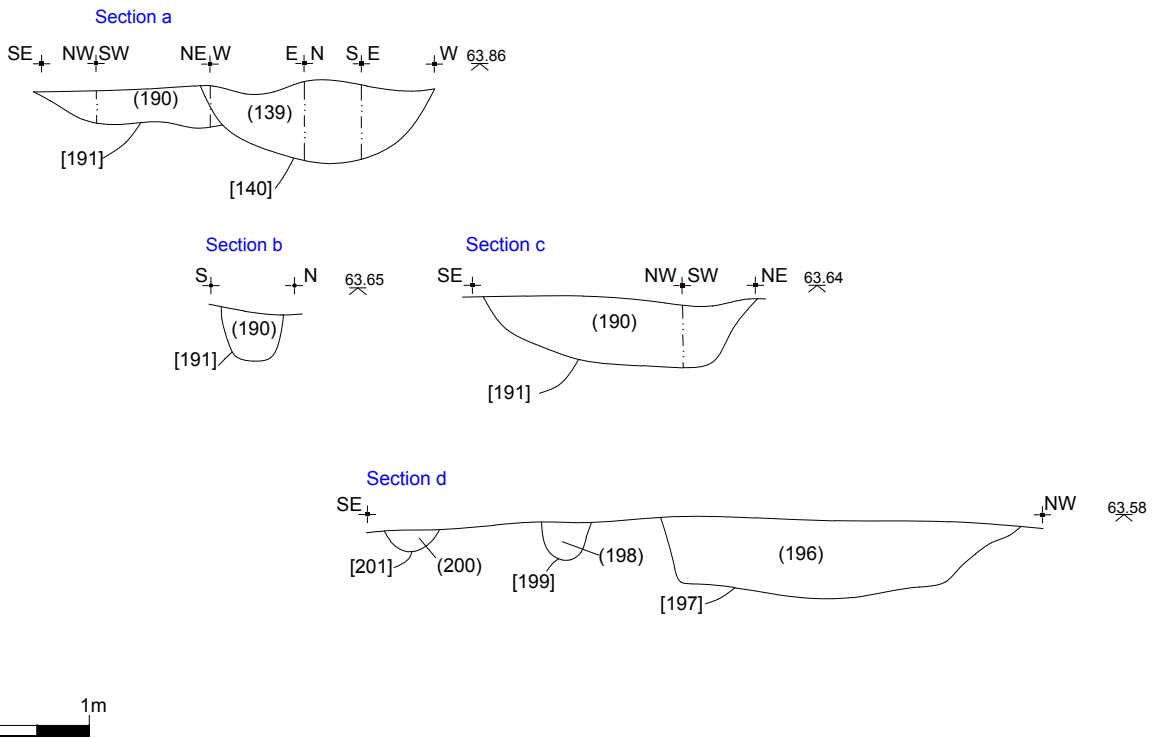 Section a
SE NW SW NE W E N S E W 63.86
(190) (139)
[191]
[140]
Section b Section c
S N 63.65 SE NW SW NE 63.64
(190) (190)
[191]
[191]
Section d
SE NW 63.58
[201] (200) [199] (198) (196)
[197]
1m